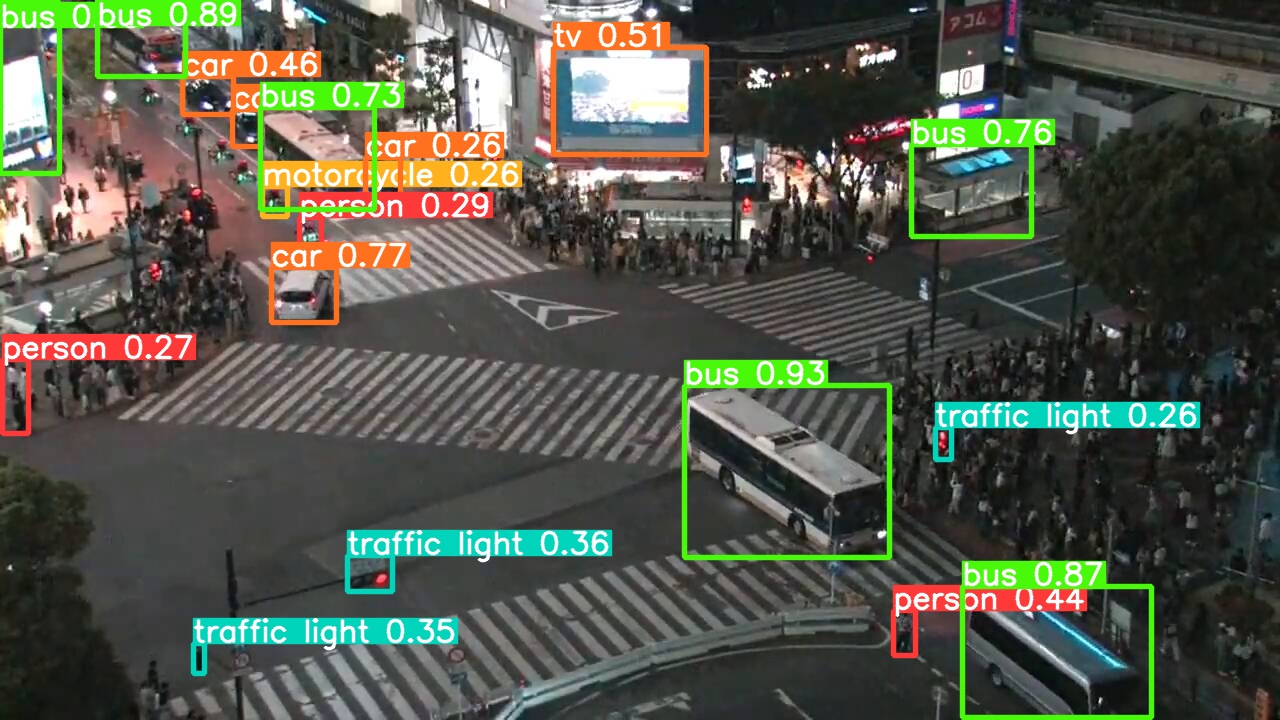 bus 0
bus 0.89
tv 0.51
アコム
car 0.46
ca
bus 0.73
0
bus 0.76
car 0.26
motorcycle 0.26
person 0.29
car 0.77
person 0.27
bus 0.93
traffic light 0.26
traffic light 0.36
bus 0.87
person 0.44
traffic light 0.35